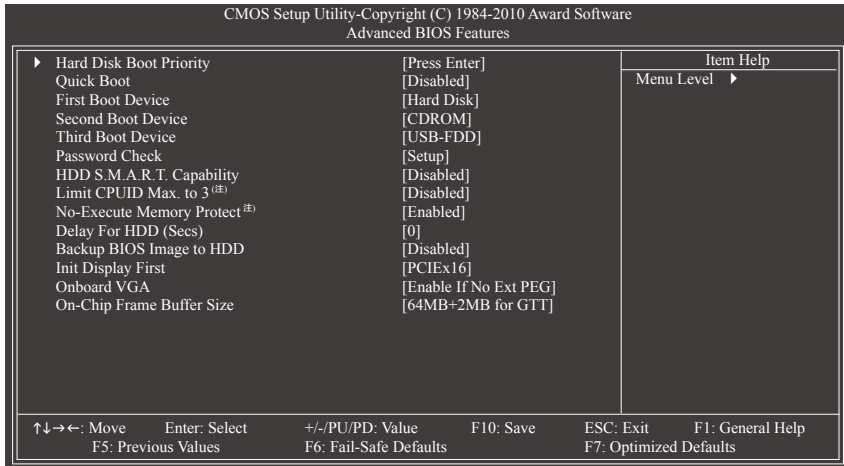 CMOS Setup Utility-Copyright (C) 1984-2010 Award Software
Advanced BIOS Features
Hard Disk Boot Priority [Press Enter]
Quick Boot [Disabled]
First Boot Device [Hard Disk]
Second Boot Device [CDROM]
Third Boot Device [USB-FDD]
Password Check [Setup]
HDD S.M.A.R.T. Capability [Disabled]
Limit CPUID Max. to 3 (注) [Disabled]
No-Execute Memory Protect 注) [Enabled]
Delay For HDD (Secs) [0]
Backup BIOS Image to HDD [Disabled]
Init Display First [PCIEx16]
Onboard VGA [Enable If No Ext PEG]
On-Chip Frame Buffer Size [64MB+2MB for GTT]
Item Help
Menu Level
↑↓→←: Move Enter: Select +/-/PU/PD: Value F10: Save ESC: Exit F1: General Help
F5: Previous Values F6: Fail-Safe Defaults F7: Optimized Defaults